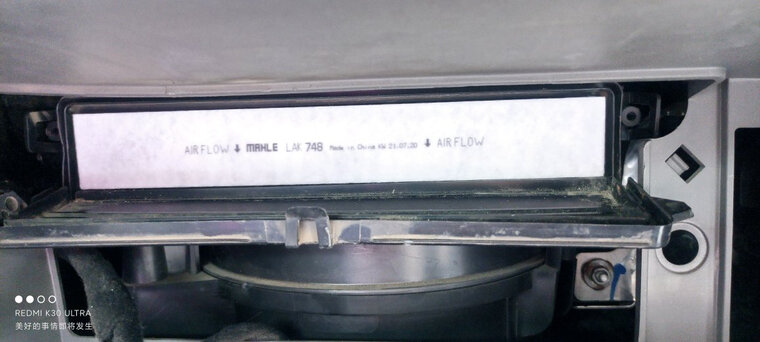 AIRFLOW ⬇ MAHLE LAK 748 Made in China KW 21.07.20 ⬇ AIRFLOW
REDMI K30 ULTRA
美好的事情即将发生